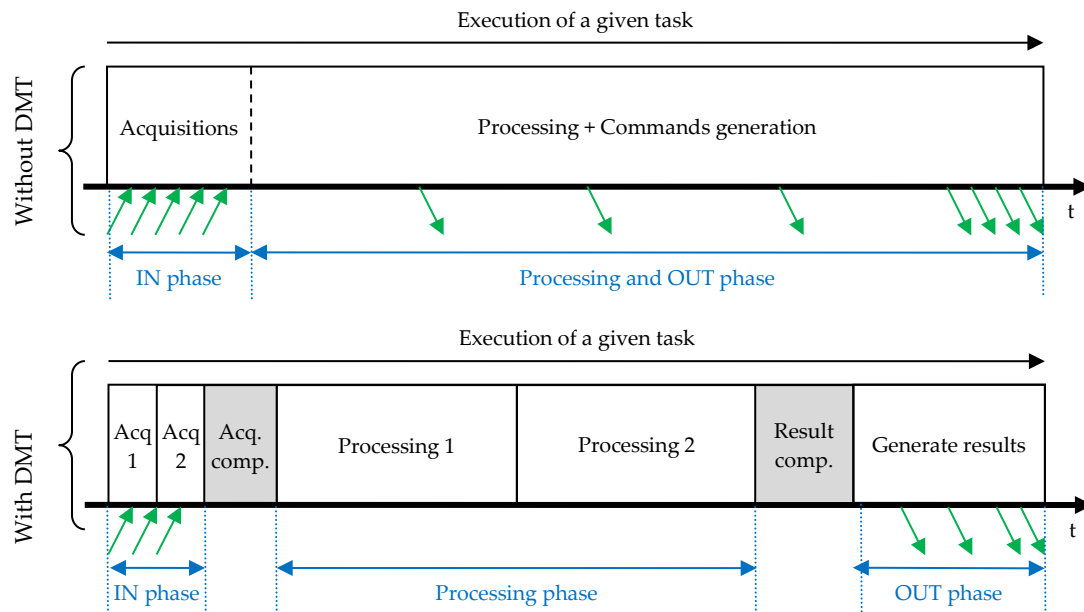 Execution of a given task
Without DMT
Acquisitions
Processing + Commands generation
t
IN phase
Processing and OUT phase
Execution of a given task
With DMT
Acq
1
Acq
2
Acq.
comp.
Processing 1
Processing 2
Result
comp.
Generate results
t
IN phase
Processing phase
OUT phase